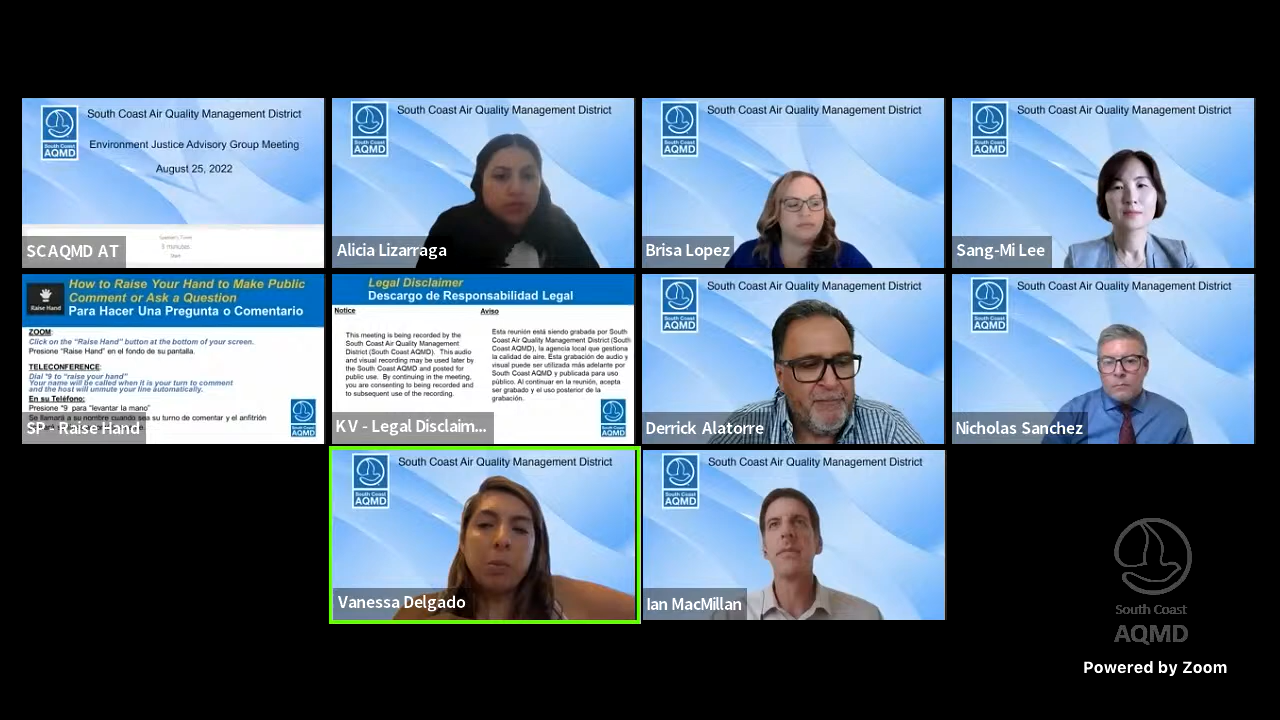 South Coast Air Quality Management District
Environment Justice Advisory Group Meeting
August 25, 2022
South Coast
AQMD
5 minutes
SCAQMD AT
South Coast Air Quality Management District
South Coast
AQMD
Alicia Lizarraga
South Coast Air Quality Management District
South Coast
AQMD
Brisa Lopez
South Coast Air Quality Management District
South Coast
AQMD
Sang-Mi Lee
How to Raise Your Hand to Make Public
Comment or Ask a Question
Para Hacer Una Pregunta o Comentario
Raise Hand
ZOOM:
Click on the "Raise Hand" button at the bottom of your screen.
Presione "Raise Hand" en el fondo de su pantalla.
TELECONFERENCE:
Dial *9 to "raise your hand"
Your name will be called when it is your turn to comment
and the host will unmute your line automatically.
En su Teléfono:
Presione *9 para "levantar la mano"
Se llamará a su nombre cuando sea su turno de comentar y el anfitrión
South Coast
AQMD
SP - Raise Hand
Legal Disclaimer
Descargo de Responsabilidad Legal
Notice
This meeting is being recorded by the
South Coast Air Quality Management
District (South Coast AQMD). This audio
and visual recording may be used later by
the South Coast AQMD and posted for
public use. By continuing in the meeting,
you are consenting to being recorded and
to subsequent use of the recording.
Aviso
Esta reunión está siendo grabada por South
Coast Air Quality Management District (South
Coast AQMD), la agencia local que gestiona
la calidad de aire. Esta grabación de audio y
visual puede ser utilizada más adelante por
South Coast AQMD y publicada para uso
público. Al continuar en la reunión, acepta
ser grabado y el uso posterior de la
grabación.
South Coast
AQMD
KV - Legal Disclaim...
South Coast Air Quality Management District
South Coast
AQMD
Derrick Alatorre
South Coast Air Quality Management District
South Coast
AQMD
Nicholas Sanchez
South Coast Air Quality Management District
South Coast
AQMD
Vanessa Delgado
South Coast Air Quality Management District
South Coast
AQMD
Ian MacMillan
South Coast
AQMD
Powered by Zoom